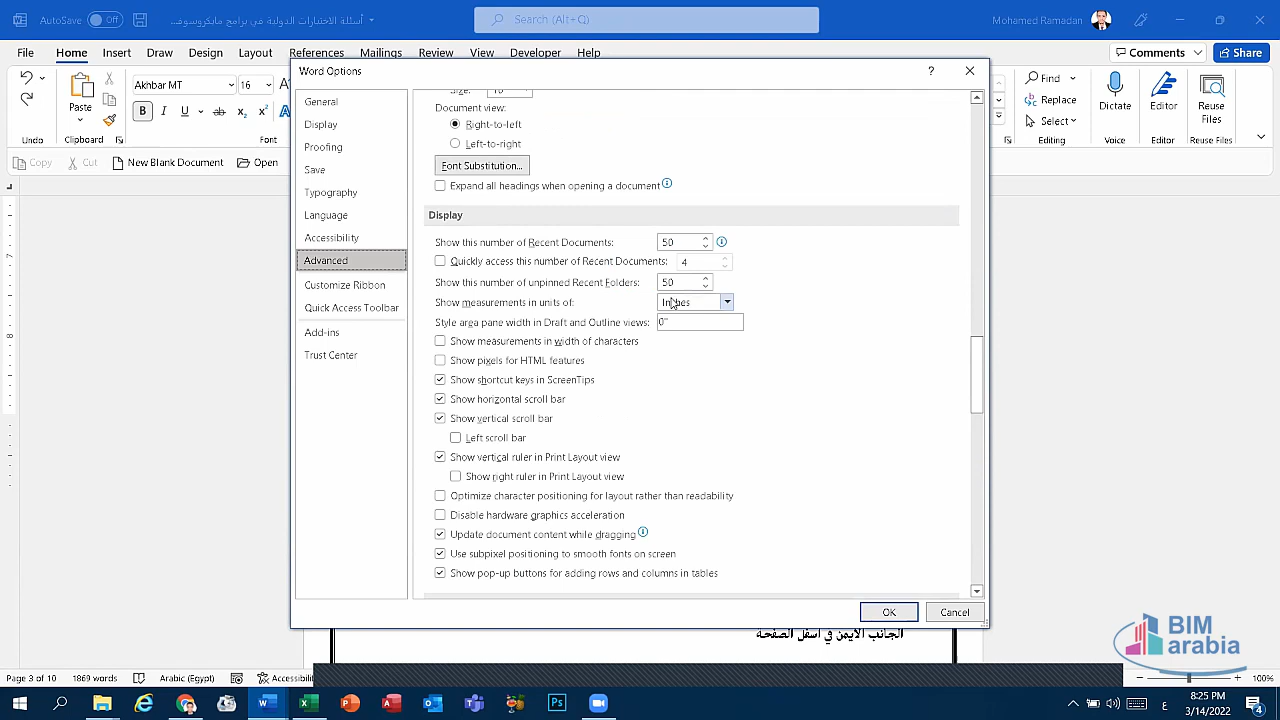 AutoSave Off أسئلة الاختبارات الدولية في برامج مانكروسوف... Search (Alt+Q) Mohamed Ramadan
File Home Insert Draw Design Layout References Mailings Review View Developer Help Comments Share
Akhbar MT 16
Paste
Clipboard
Font
Find
Replace
Select
Editing
Dictate
Voice
Editor
Editor
Reuse Files
Reuse Files
Copy Cut New Blank Document Open
Word Options
General
Display
Proofing
Save
Typography
Language
Accessibility
Advanced
Customize Ribbon
Quick Access Toolbar
Add-ins
Trust Center
Document view:
Right-to-left
Left-to-right
Font Substitution...
Expand all headings when opening a document
Display
Show this number of Recent Documents: 50
Quickly access this number of Recent Documents: 4
Show this number of unpinned Recent Folders: 50
Show measurements in units of: Inches
Style area pane width in Draft and Outline views: 0"
Show measurements in width of characters
Show pixels for HTML features
Show shortcut keys in ScreenTips
Show horizontal scroll bar
Show vertical scroll bar
Left scroll bar
Show vertical ruler in Print Layout view
Show right ruler in Print Layout view
Optimize character positioning for layout rather than readability
Disable hardware graphics acceleration
Update document content while dragging
Use subpixel positioning to smooth fonts on screen
Show pop-up buttons for adding rows and columns in tables
OK Cancel
الجانب الأيمن في أسفل الصفحة
BIM
arabia
Page 3 of 10 1869 words Arabic (Egypt) 100%
8:25 PM
3/14/2022